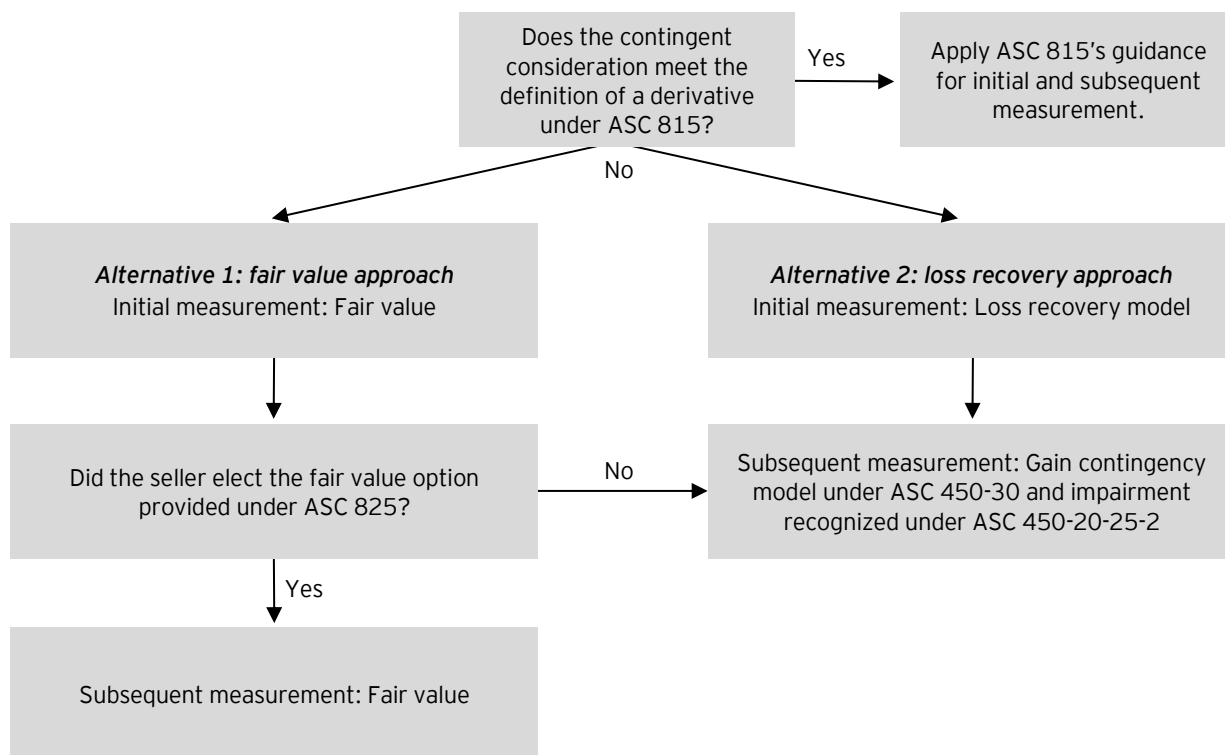 Does the contingent
consideration meet the
definition of a derivative
under ASC 815?
Yes
Apply ASC 815's guidance
for initial and subsequent
measurement.
No
Alternative 1: fair value approach
Initial measurement: Fair value
Alternative 2: loss recovery approach
Initial measurement: Loss recovery model
Did the seller elect the fair value option
provided under ASC 825?
No
Subsequent measurement: Gain contingency
model under ASC 450-30 and impairment
recognized under ASC 450-20-25-2
Yes
Subsequent measurement: Fair value